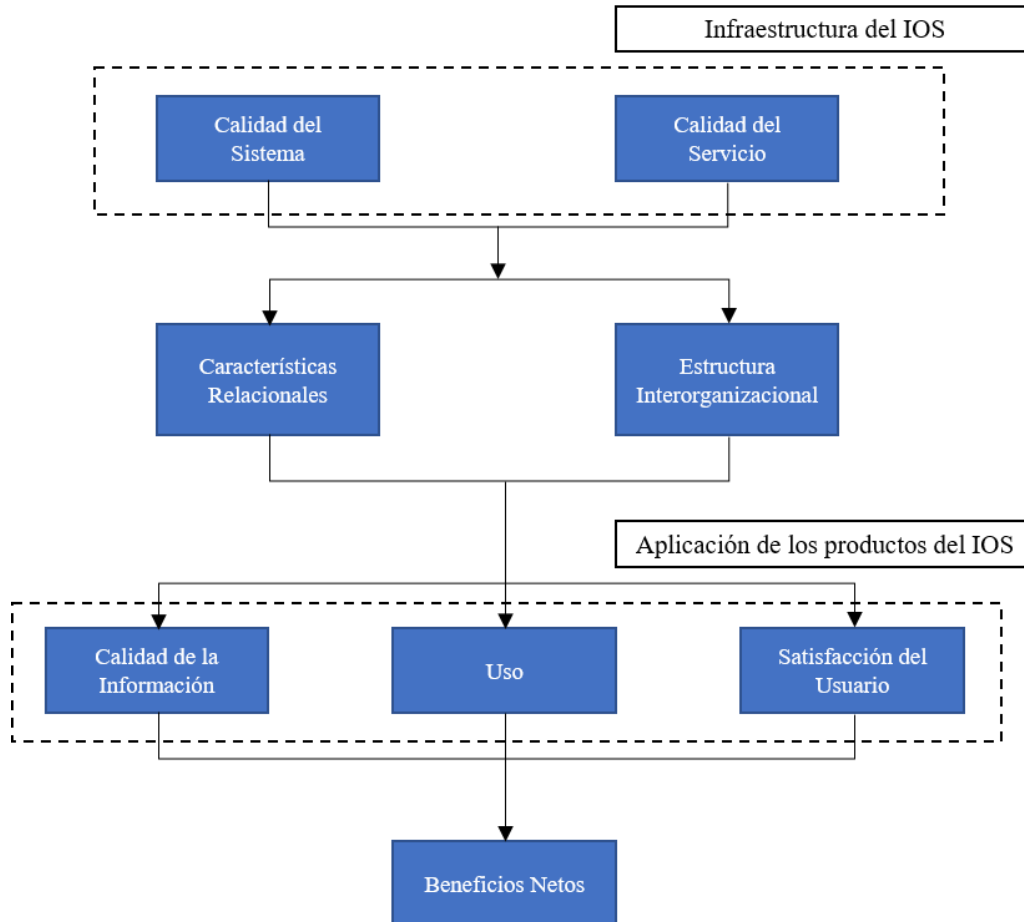 Infraestructura del IOS
Calidad del
Sistema
Calidad del
Servicio
Características
Relacionales
Estructura
Interorganizacional
Aplicación de los productos del IOS
Calidad de la
Información
Uso
Satisfacción del
Usuario
Beneficios Netos